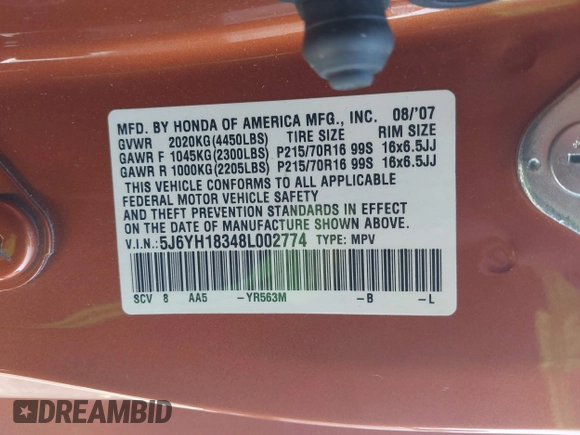 MFD. BY HONDA OF AMERICA MFG., INC. 08/'07
GVWR 2020KG(4450LBS) TIRE SIZE RIM SIZE
GAWR F 1045KG(2300LBS) P215/70R16 99S 16x6.5JJ
GAWR R 1000KG(2205LBS) P215/70R16 99S 16x6.5JJ
THIS VEHICLE CONFORMS TO ALL APPLICABLE
FEDERAL MOTOR VEHICLE SAFETY
AND THEFT PREVENTION STANDARDS IN EFFECT
ON THE DATE OF MANUFACTURE SHOWN ABOVE.
V.I.N.: 5J6YH18348L002774 TYPE: MPV
SCV 8 AA5 -YR563M -B -L
DREAMBID